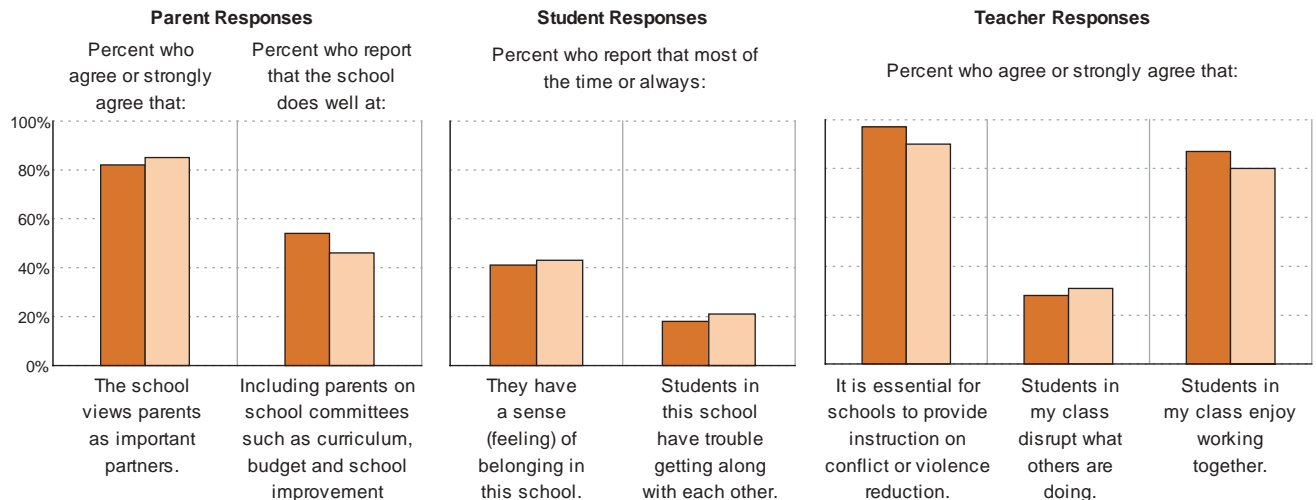 Parent Responses
Student Responses
Teacher Responses
Percent who
agree or strongly
agree that:
Percent who report
that the school
does well at:
Percent who report that most of
the time or always:
Percent who agree or strongly agree that:
100%
80%
60%
40%
20%
0%
The school
views parents
as important
partners.
Including parents on
school committees
such as curriculum,
budget and school
improvement
They have
a sense
(feeling) of
belonging in
this school.
Students in
this school
have trouble
getting along
with each other.
It is essential for
schools to provide
instruction on
conflict or violence
reduction.
Students in
my class
disrupt what
others are
doing.
Students in
my class enjoy
working
together.